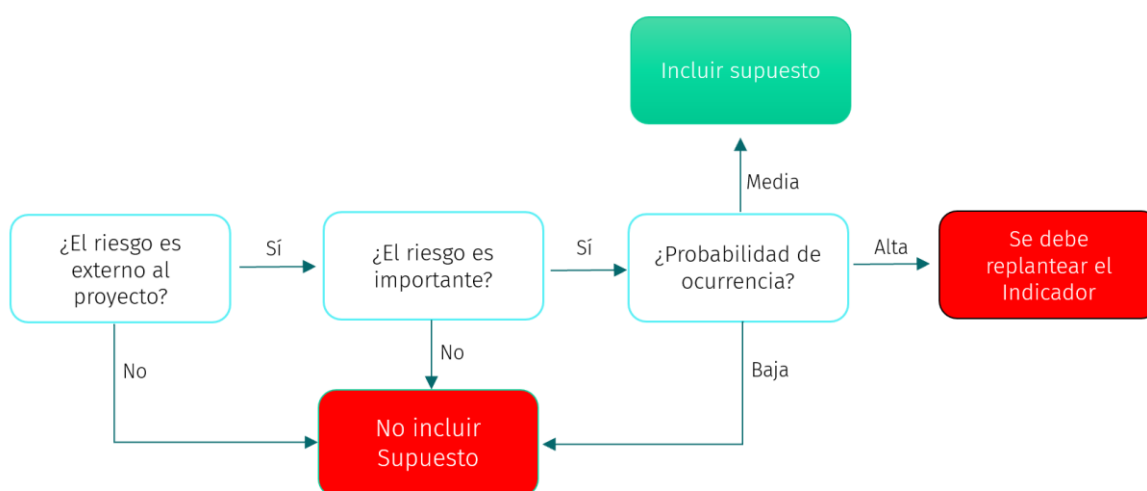 Incluir supuesto
Media
¿El riesgo es
externo al
proyecto?
Sí
¿El riesgo es
importante?
Sí
¿Probabilidad de
ocurrencia?
Alta
Se debe
replantear el
Indicador
No
No
Baja
No incluir
Supuesto